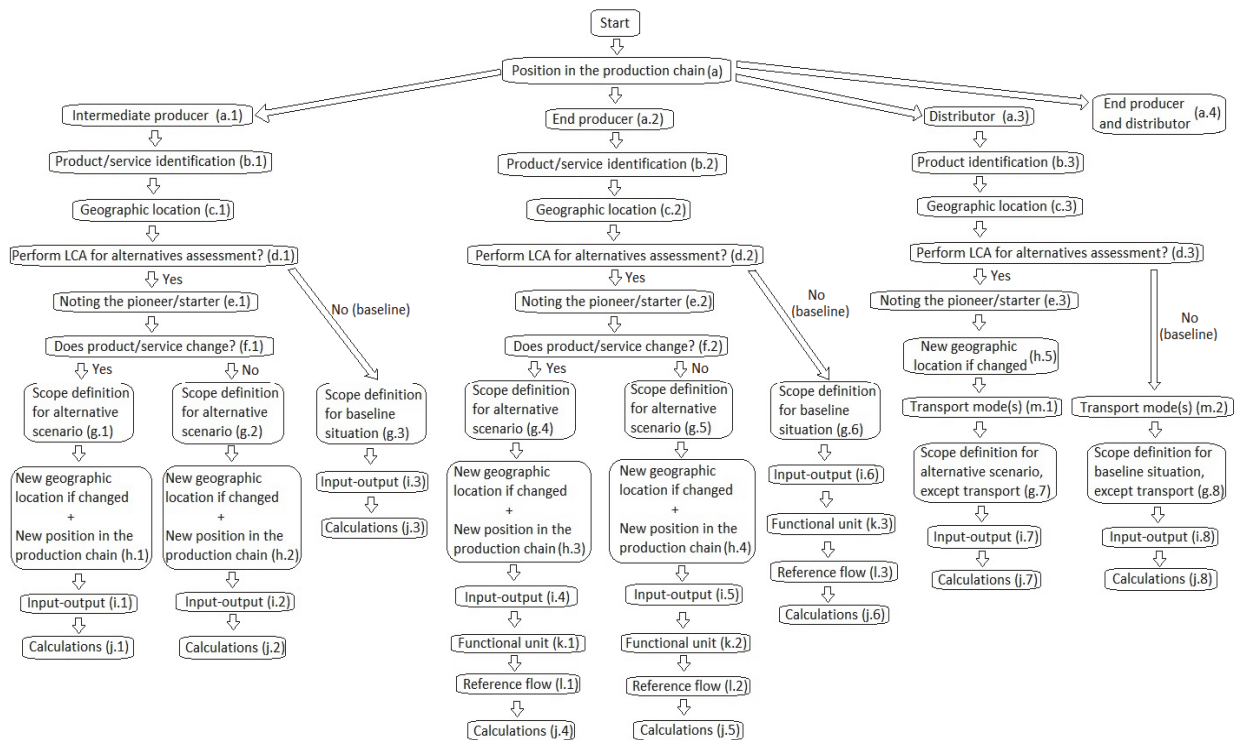 Start
Position in the production chain (a)
Intermediate producer (a.1)
Product/service identification (b.1)
Geographic location (c.1)
Perform LCA for alternatives assessment? (d.1)
Yes
No (baseline)
Noting the pioneer/starter (e.1)
Does product/service change? (f.1)
Yes
No
Scope definition
for alternative
scenario (g.1)
New geographic
location if changed
+
New position in the
production chain (h.1)
Input-output (i.1)
Calculations (j.1)
Scope definition
for alternative
scenario (g.2)
New geographic
location if changed
+
New position in the
production chain (h.2)
Input-output (i.2)
Calculations (j.2)
Scope definition
for baseline
situation (g.3)
Input-output (i.3)
Calculations (j.3)
End producer (a.2)
Product/service identification (b.2)
Geographic location (c.2)
Perform LCA for alternatives assessment? (d.2)
Yes
No
(baseline)
Noting the pioneer/starter (e.2)
Does product/service change? (f.2)
Yes
No
Scope definition
for alternative
scenario (g.4)
New geographic
location if changed
+
New position in the
production chain (h.3)
Input-output (i.4)
Functional unit (k.1)
Reference flow (l.1)
Calculations (j.4)
Scope definition
for alternative
scenario (g.5)
New geographic
location if changed
+
New position in the
production chain (h.4)
Input-output (i.5)
Functional unit (k.2)
Reference flow (l.2)
Calculations (j.5)
Scope definition
for baseline
situation (g.6)
Input-output (i.6)
Functional unit (k.3)
Reference flow (l.3)
Calculations (j.6)
Distributor (a.3)
Product identification (b.3)
Geographic location (c.3)
Perform LCA for alternatives assessment? (d.3)
Yes
No
(baseline)
Noting the pioneer/starter (e.3)
New geographic
location if changed (h.5)
Transport mode(s) (m.1)
Scope definition for
alternative scenario,
except transport (g.7)
Input-output (i.7)
Calculations (j.7)
Transport mode(s) (m.2)
Scope definition for
baseline situation,
except transport (g.8)
Input-output (i.8)
Calculations (j.8)
End producer
and distributor (a.4)